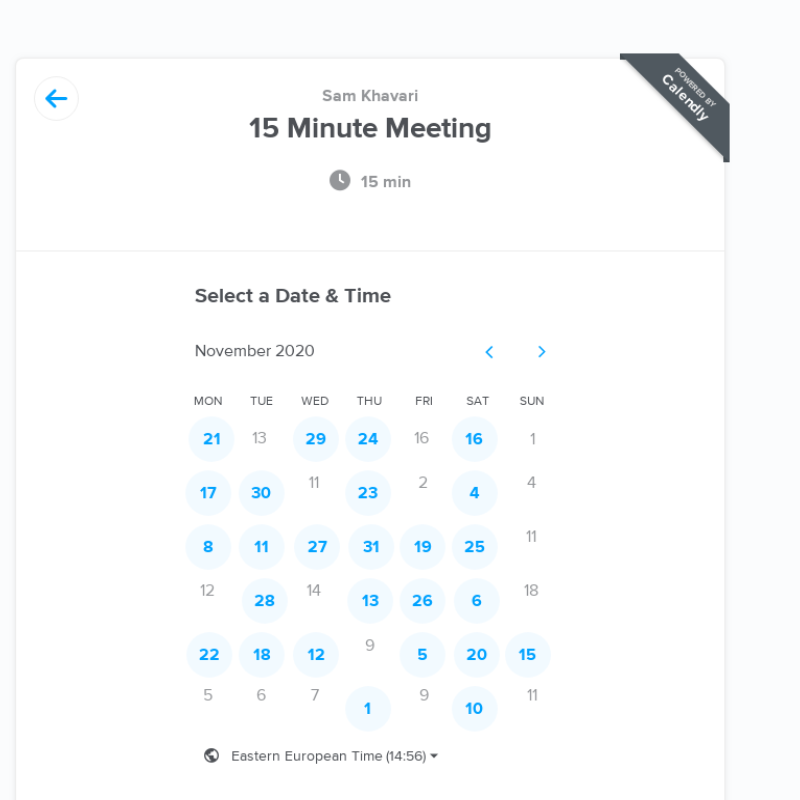 POWERED BY
Calendly
Sam Khavari
15 Minute Meeting
15 min
Select a Date & Time
November 2020
MON TUE WED THU FRI SAT SUN
21 13 29 24 16 16 1
17 30 11 23 2 4 4
8 11 27 31 19 25 11
12 28 14 13 26 6 18
22 18 12 9 5 20 15
5 6 7 1 9 10 11
Eastern European Time (14:56)